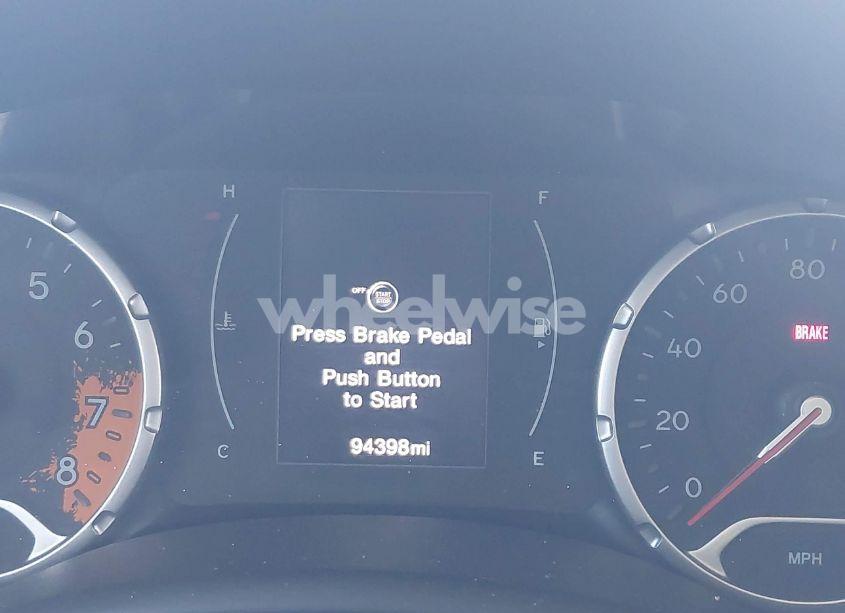 H
F
5
6
7
8
OFF
START
STOP
wheelwise
Press Brake Pedal
and
Push Button
to Start
94398mi
C
E
80
60
40
20
0
BRAKE
MPH